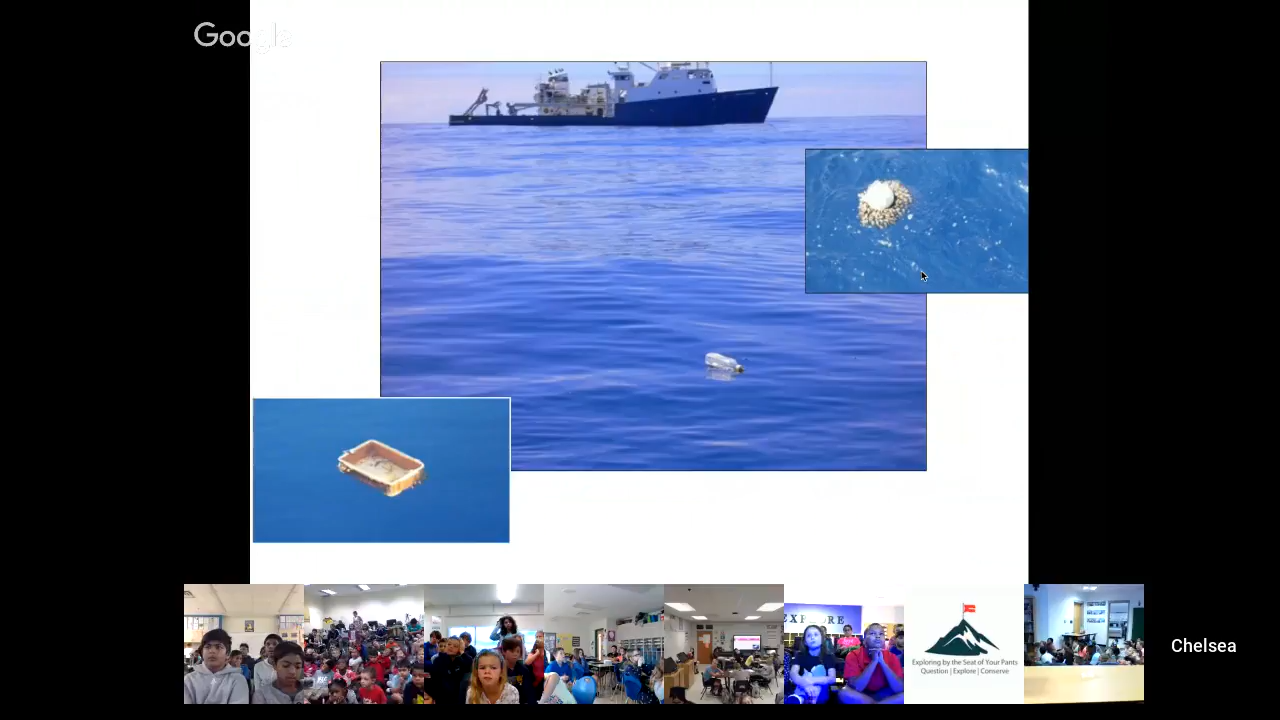 Google
EXPLORE
Exploring by the Seat of Your Pants
Question | Explore | Conserve
Chelsea